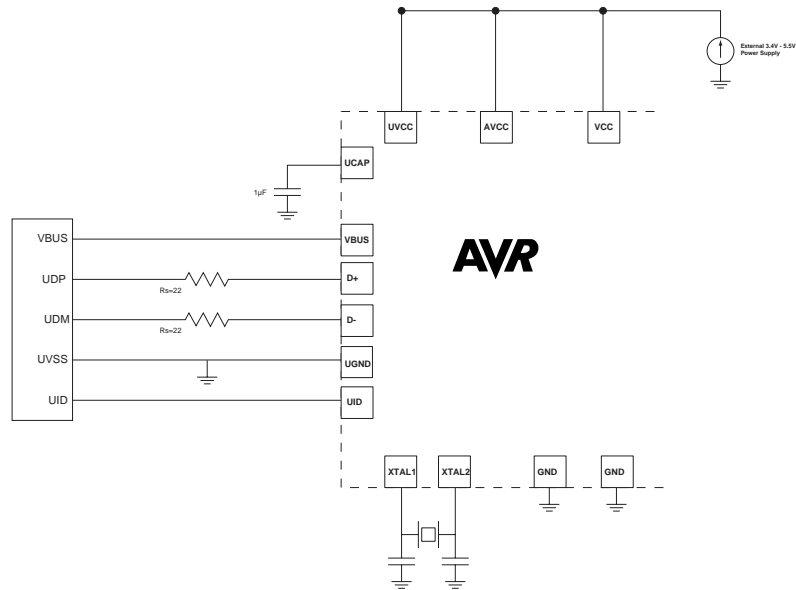 External 3.4V - 5.5V
Power Supply
UVCC
AVCC
VCC
UCAP
1µF
VBUS
VBUS
UDP
Rs=22
D+
UDM
Rs=22
D-
UVSS
UGND
UID
UID
AVR
XTAL1
XTAL2
GND
GND